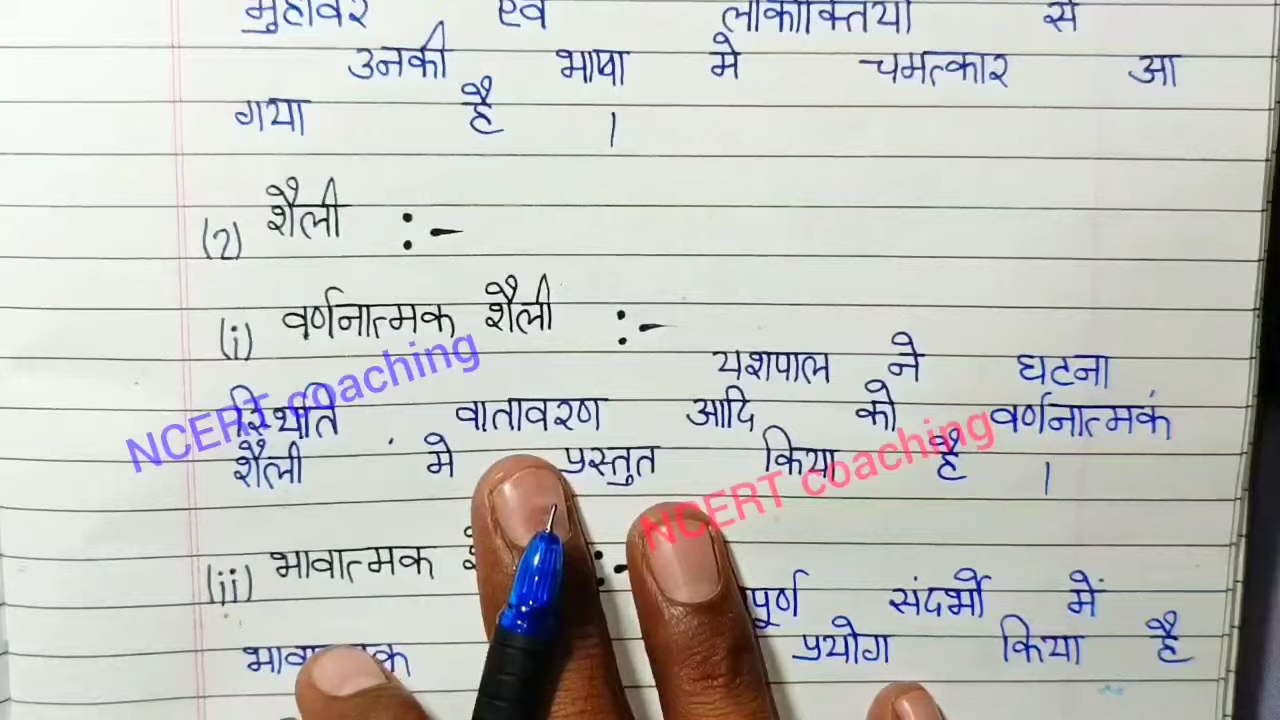 मुहावरे एवं लोकोक्तियों से
उनकी भाषा मे चमत्कार आ
गया है ।
(2) शैली :-
(i) वर्णनात्मक शैली :-
यशपाल ने घटना
स्थिति वातावरण आदि को वर्णनात्मक
शैली में प्रस्तुत किया है ।
NCERT coaching
NCERT coaching
(ii) भावात्मक :-
पूर्ण संदर्भो में
प्रयोग किया है